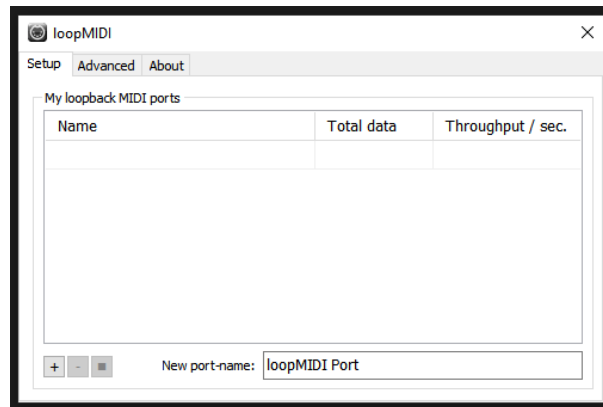 loopMIDI
Setup Advanced About
My loopback MIDI ports
Name Total data Throughput / sec.
+ - New port-name: loopMIDI Port